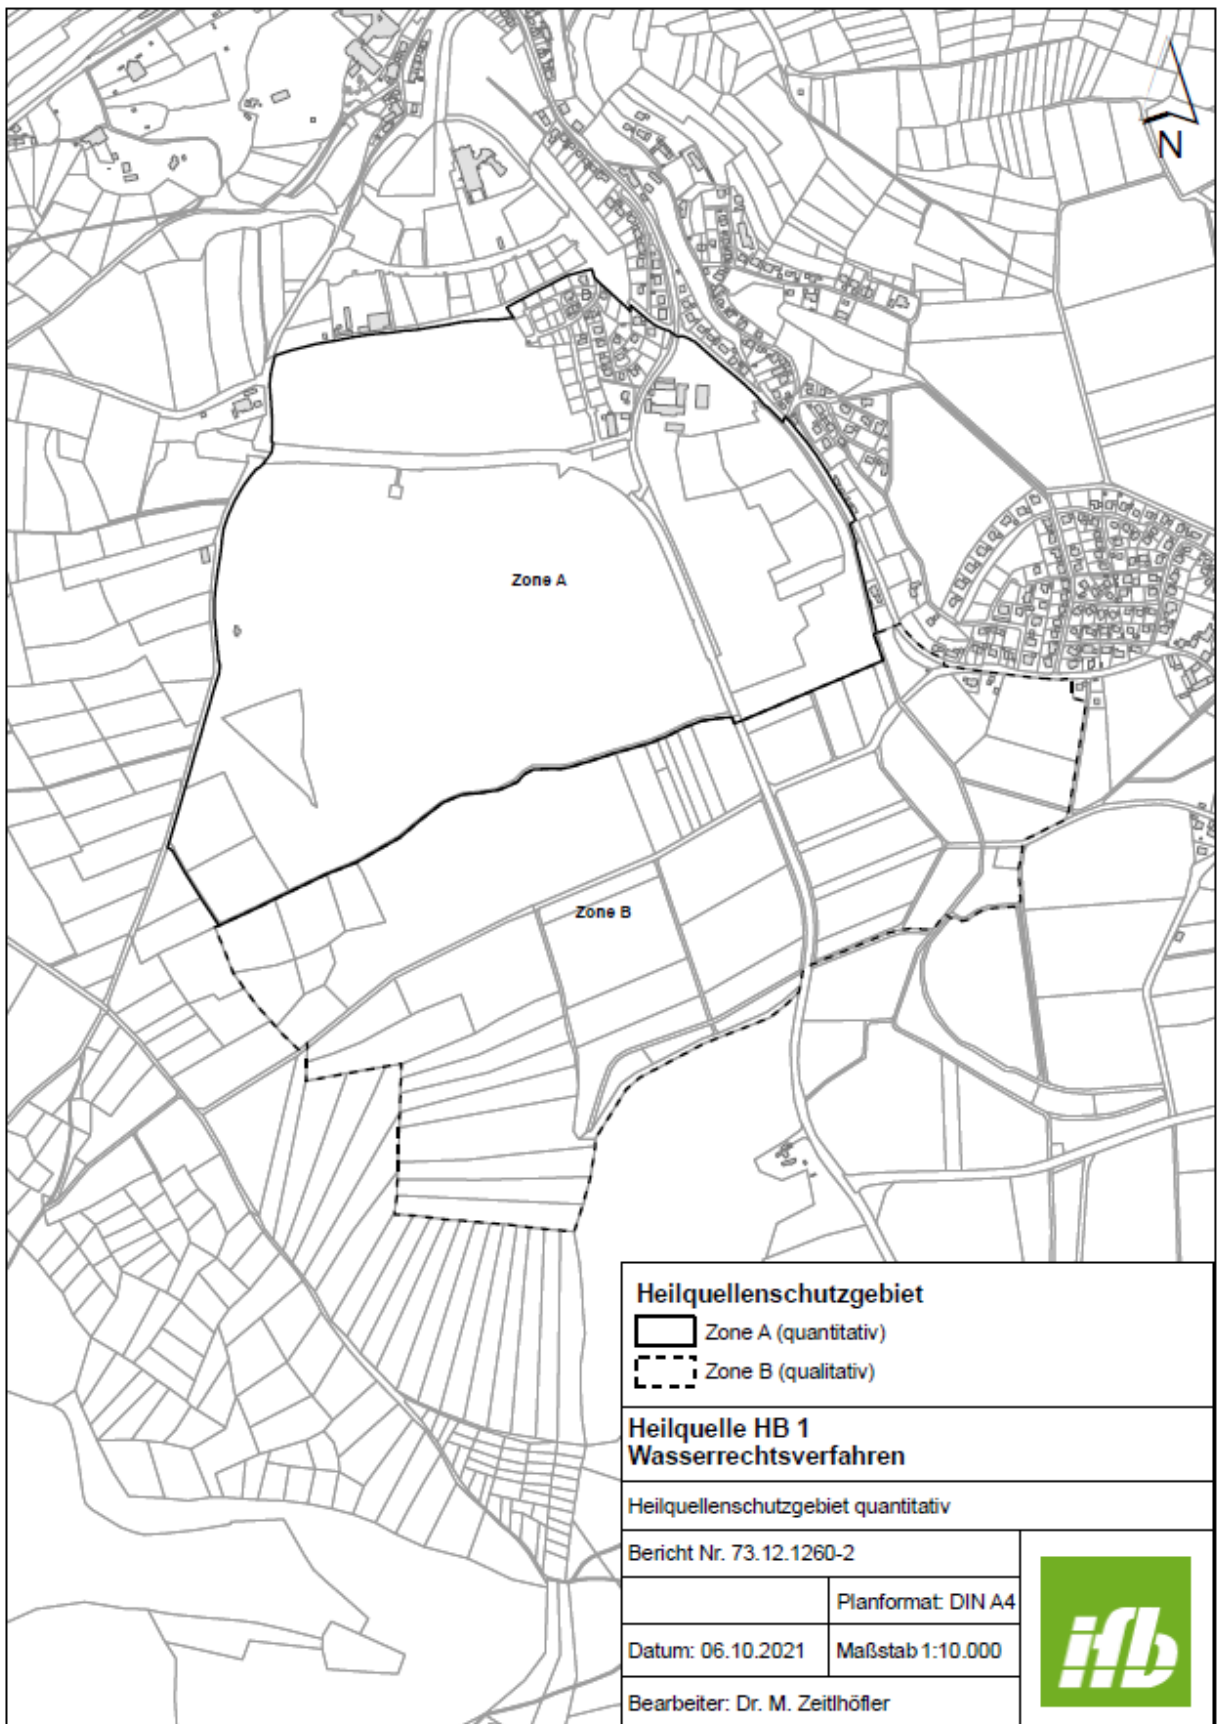 N
Zone A
Zone B
Heilquellenschutzgebiet
Zone A (quantitativ)
Zone B (qualitativ)
Heilquelle HB 1
Wasserrechtsverfahren
Heilquellenschutzgebiet quantitativ
Bericht Nr. 73.12.1260-2
Planformat: DIN A4
Datum: 06.10.2021
Maßstab 1:10.000
Bearbeiter: Dr. M. Zeitlhöfler
ifb